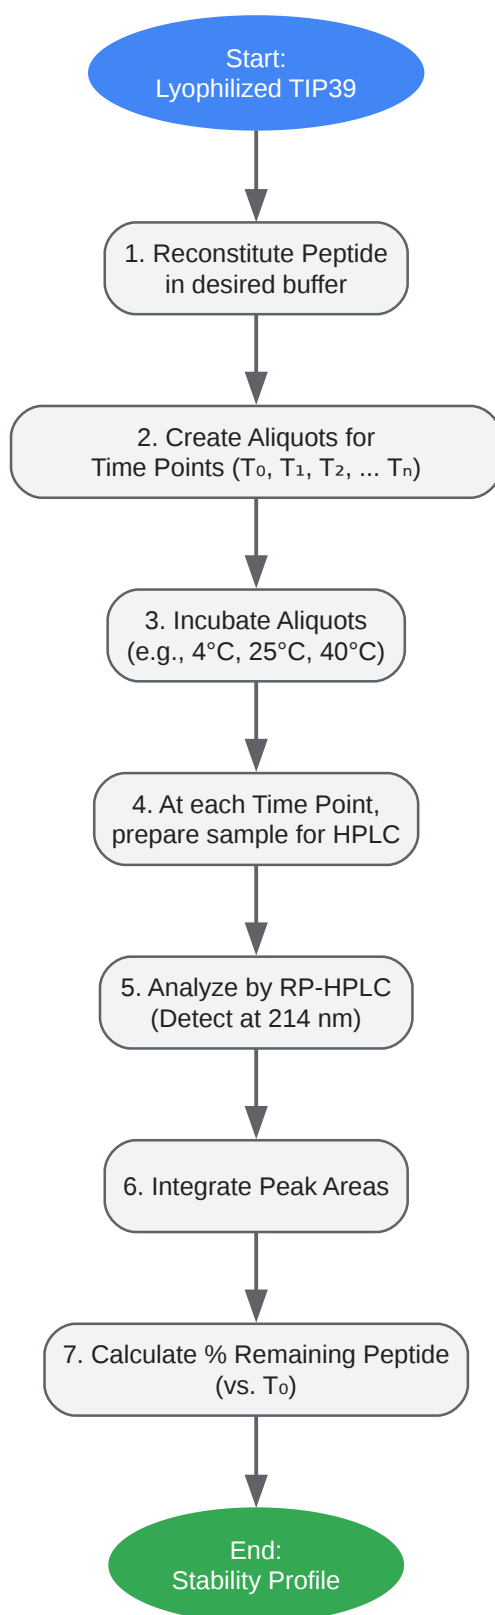 Start:
Lyophilized TIP39
1. Reconstitute Peptide
in desired buffer
2. Create Aliquots for
Time Points (T₀, T₁, T₂, ... Tₙ)
3. Incubate Aliquots
(e.g., 4°C, 25°C, 40°C)
4. At each Time Point,
prepare sample for HPLC
5. Analyze by RP-HPLC
(Detect at 214 nm)
6. Integrate Peak Areas
7. Calculate % Remaining Peptide
(vs. T₀)
End:
Stability Profile